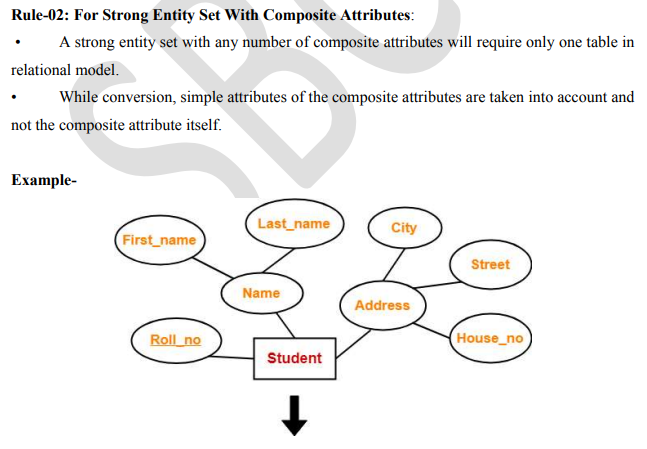 Rule-02: For Strong Entity Set With Composite Attributes:
• A strong entity set with any number of composite attributes will require only one table in
relational model.
• While conversion, simple attributes of the composite attributes are taken into account and
not the composite attribute itself.
Example-
Last_name
City
First_name
Street
Name
Address
Roll_no
House_no
Student